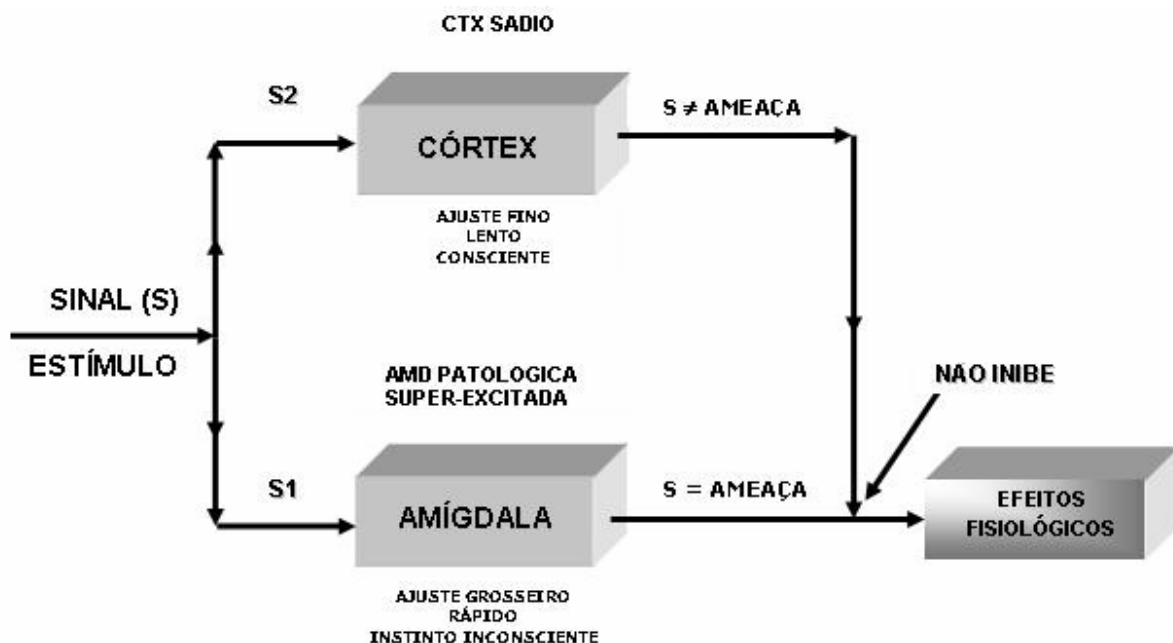 CTX SADIO
S2
CÓRTEX
S ≠ AMEAÇA
AJUSTE FINO
LENTO
CONSCIENTE
SINAL (S)
ESTÍMULO
AMD PATOLOGICA
SUPER-EXCITADA
NÃO INIBE
S1
AMÍGDALA
S = AMEAÇA
EFEITOS
FISIOLÓGICOS
AJUSTE GROSSEIRO
RÁPIDO
INSTINTO INCONSCIENTE